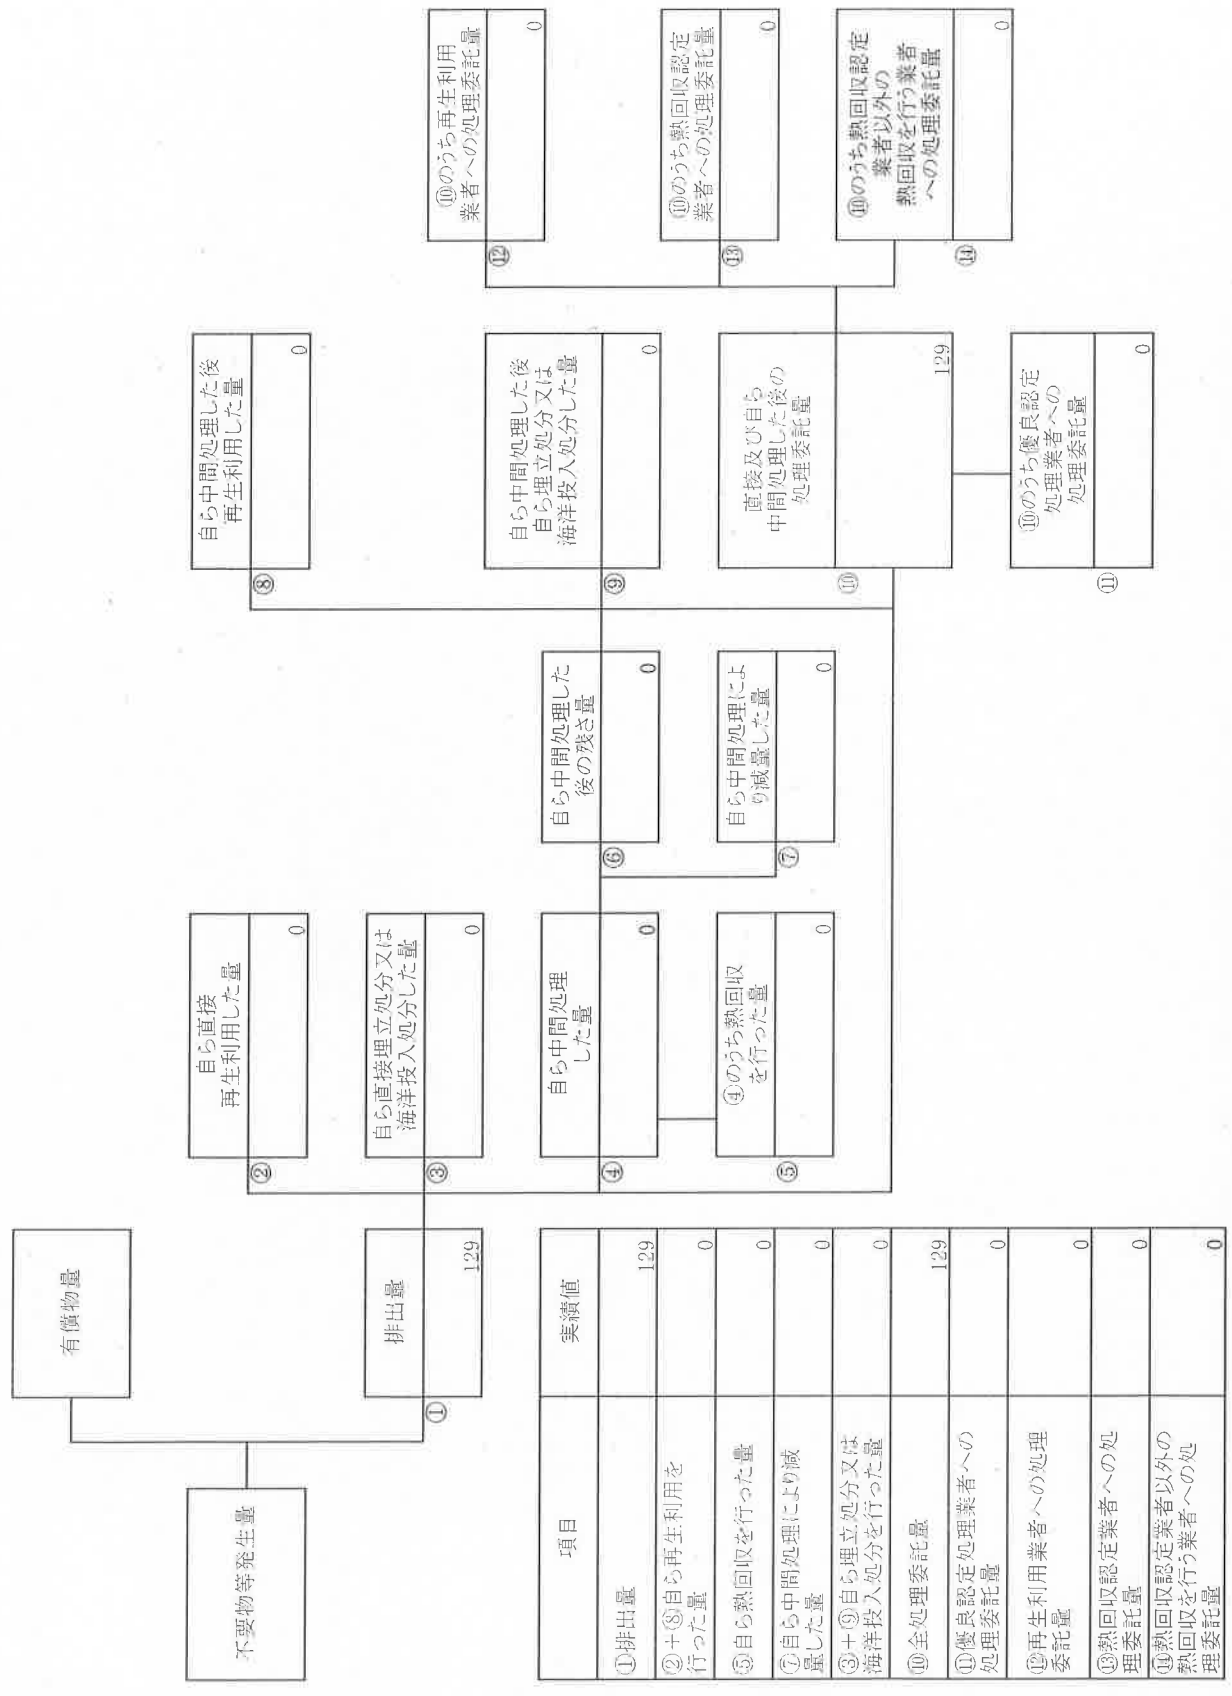 不要物等発生量
有償物量
排出量
①
129
自ら直接
再生利用した量
②
0
自ら直接埋立処分又は
海洋投入処分した量
③
0
自ら中間処理
した量
④
0
④のうち熱回収
を行った量
⑤
0
自ら中間処理した
後の残さ量
⑥
0
自ら中間処理によ
り減量した量
⑦
0
自ら中間処理した後
再生利用した量
⑧
0
自ら中間処理した後
自ら埋立処分又は
海洋投入処分した量
⑨
0
直接及び自ら
中間処理した後の
処理委託量
⑩
129
⑩のうち優良認定
処理業者への
処理委託量
⑪
0
⑩のうち再生利用
業者への処理委託量
⑫
0
⑩のうち熱回収認定
業者への処理委託量
⑬
0
⑩のうち熱回収認定
業者以外の
熱回収を行う業者
への処理委託量
⑭
0
項目 実績値
①排出量 129
②+⑧自ら再生利用を
行った量 0
⑤自ら熱回収を行った量 0
⑦自ら中間処理により減
量した量 0
③+⑨自ら埋立処分又は
海洋投入処分を行った量 0
⑩全処理委託量 129
⑪優良認定処理業者への
処理委託量 0
⑫再生利用業者への処理
委託量 0
⑬熱回収認定業者への処
理委託量 0
⑭熱回収認定業者以外の
熱回収を行う業者への処
理委託量 0